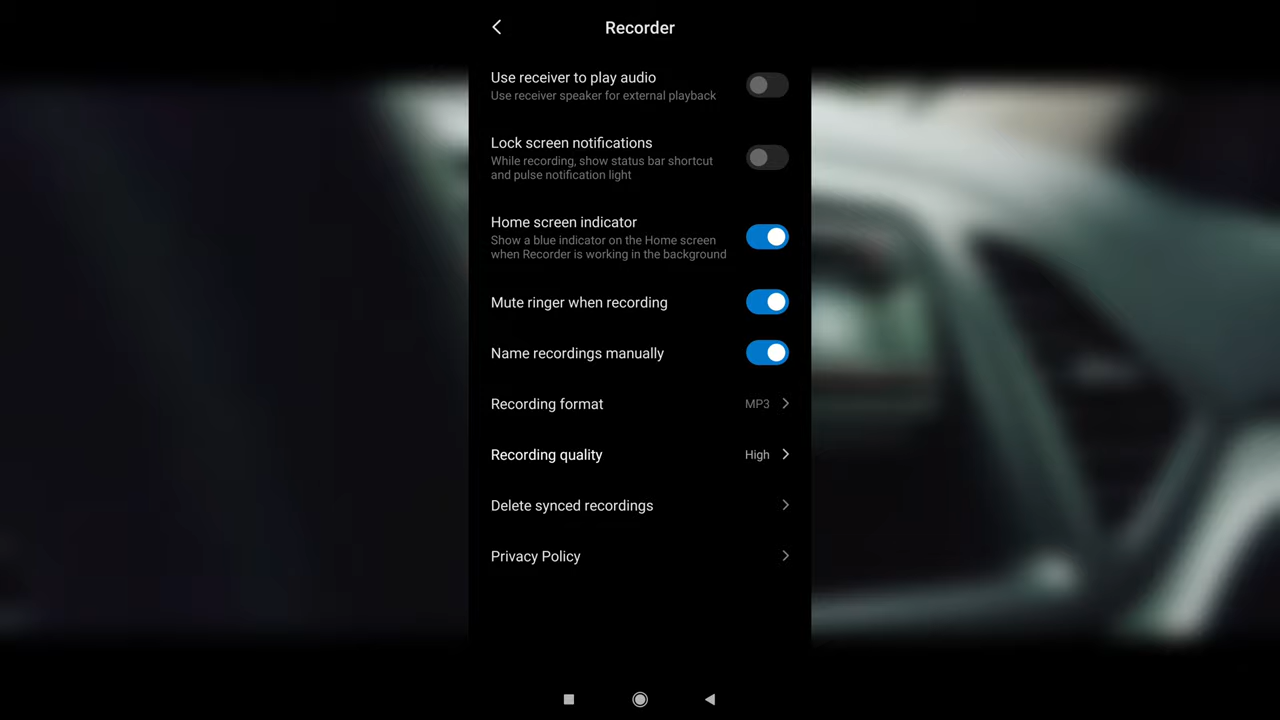 Recorder
Use receiver to play audio
Use receiver speaker for external playback
Lock screen notifications
While recording, show status bar shortcut
and pulse notification light
Home screen indicator
Show a blue indicator on the Home screen
when Recorder is working in the background
Mute ringer when recording
Name recordings manually
Recording format MP3
Recording quality High
Delete synced recordings
Privacy Policy